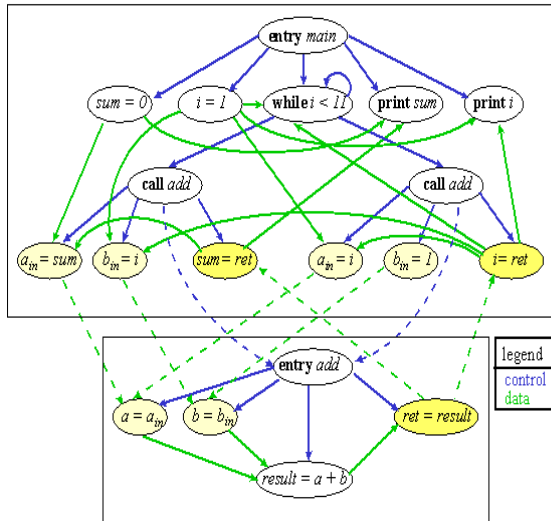 entry main
sum = 0
i = 1
while i < 11
print sum
print i
call add
call add
a_in = sum
b_in = i
sum = ret
a_in = i
b_in = 1
i = ret
legend
control
data
entry add
a = a_in
b = b_in
ret = result
result = a + b